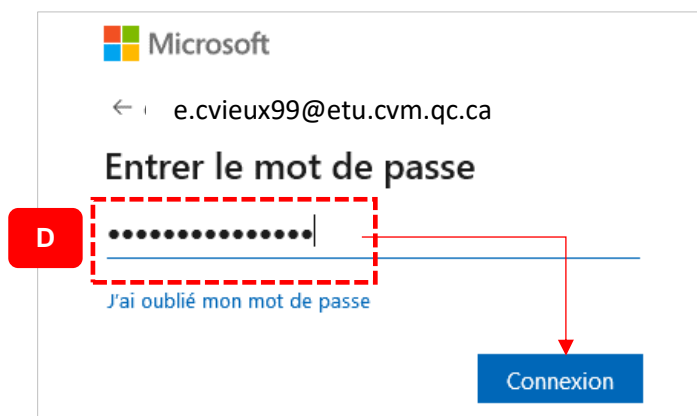 Microsoft
e.cvieux99@etu.cvm.qc.ca
Entrer le mot de passe
D
•••••••••••••••
J'ai oublié mon mot de passe
Connexion